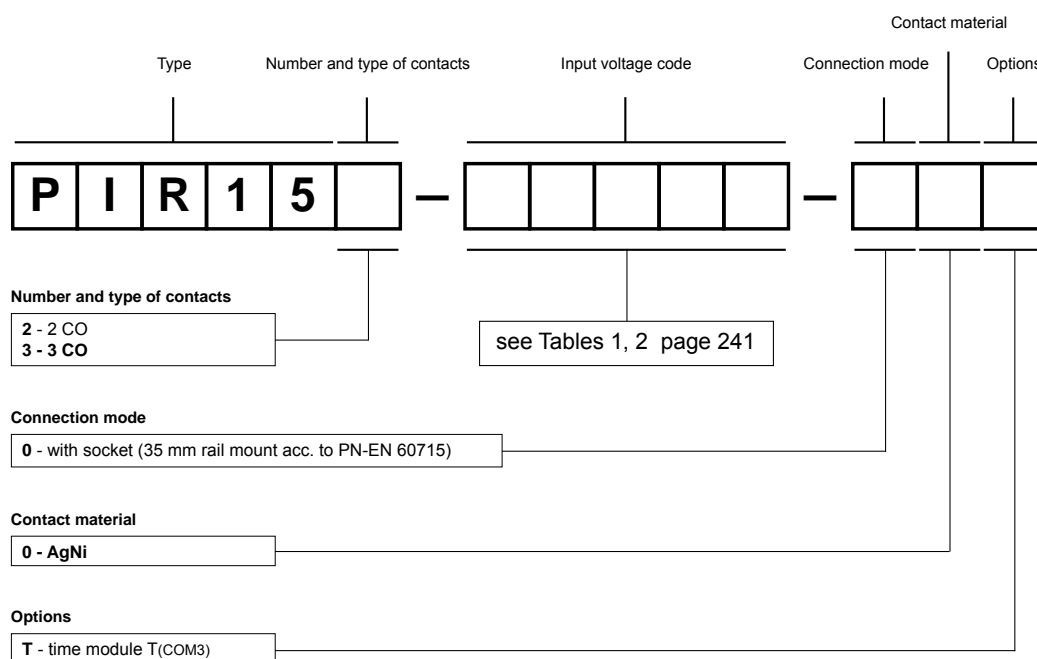 Contact material
Type Number and type of contacts Input voltage code Connection mode Options
P I R 1 5 – –
Number and type of contacts
2 - 2 CO
3 - 3 CO
see Tables 1, 2 page 241
Connection mode
0 - with socket (35 mm rail mount acc. to PN-EN 60715)
Contact material
0 - AgNi
Options
T - time module T(COM3)